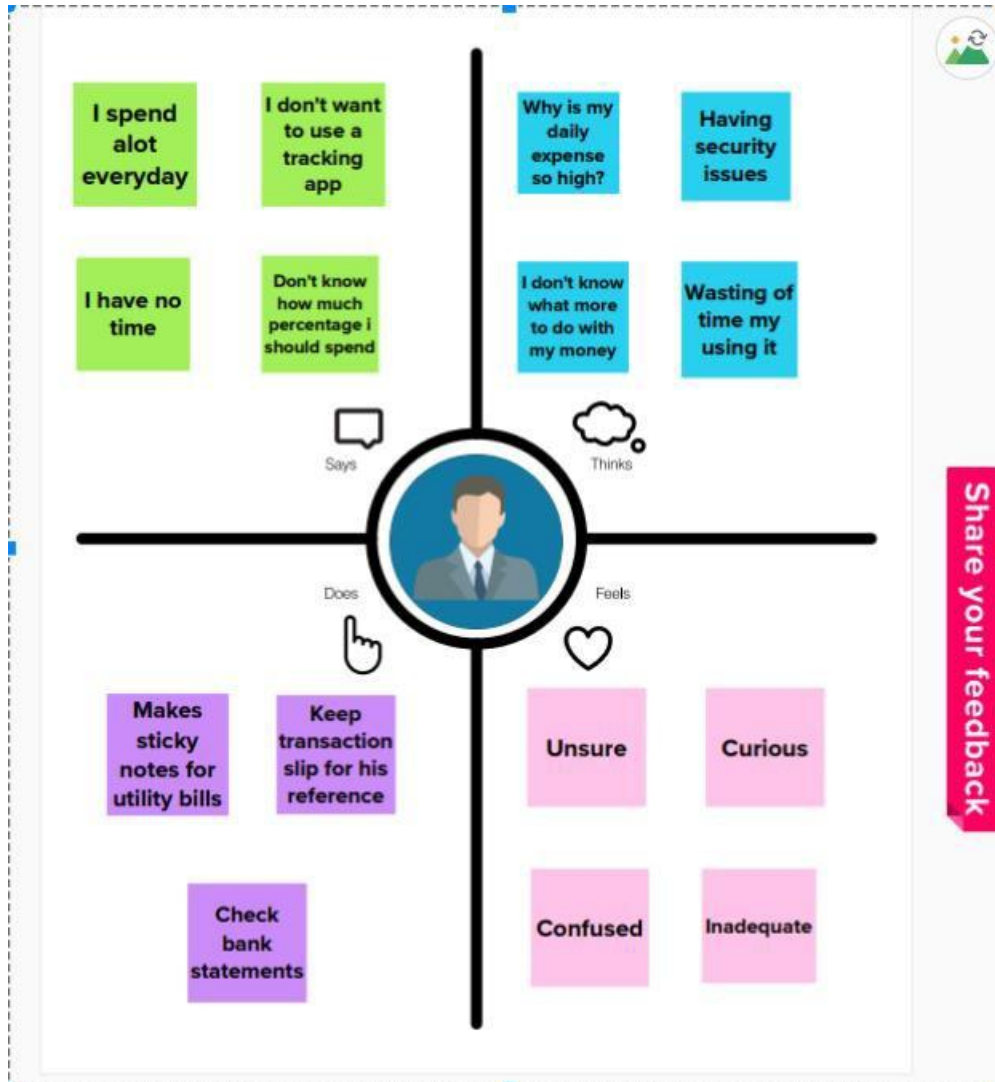 I spend
alot
everyday
I don't want
to use a
tracking
app
I have no
time
Don't know
how much
percentage i
should spend
Says
Why is my
daily
expense
so high?
Having
security
issues
I don't know
what more
to do with
my money
Wasting of
time my
using it
Thinks
Does
Makes
sticky
notes for
utility bills
Keep
transaction
slip for his
reference
Check
bank
statements
Feels
Unsure
Curious
Confused
Inadequate
Share your feedback